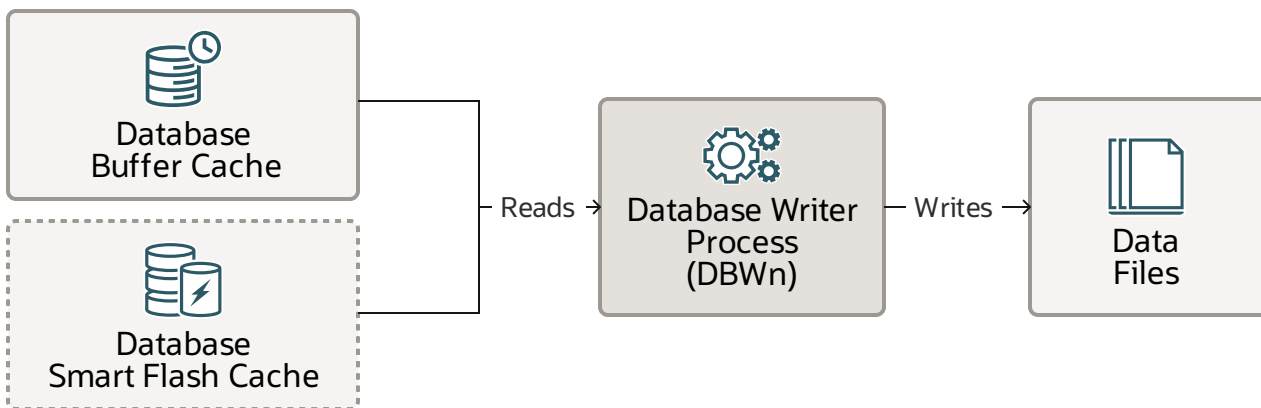 Database
Buffer Cache
Database
Smart Flash Cache
Reads
Database Writer
Process
(DBWn)
Writes
Data
Files